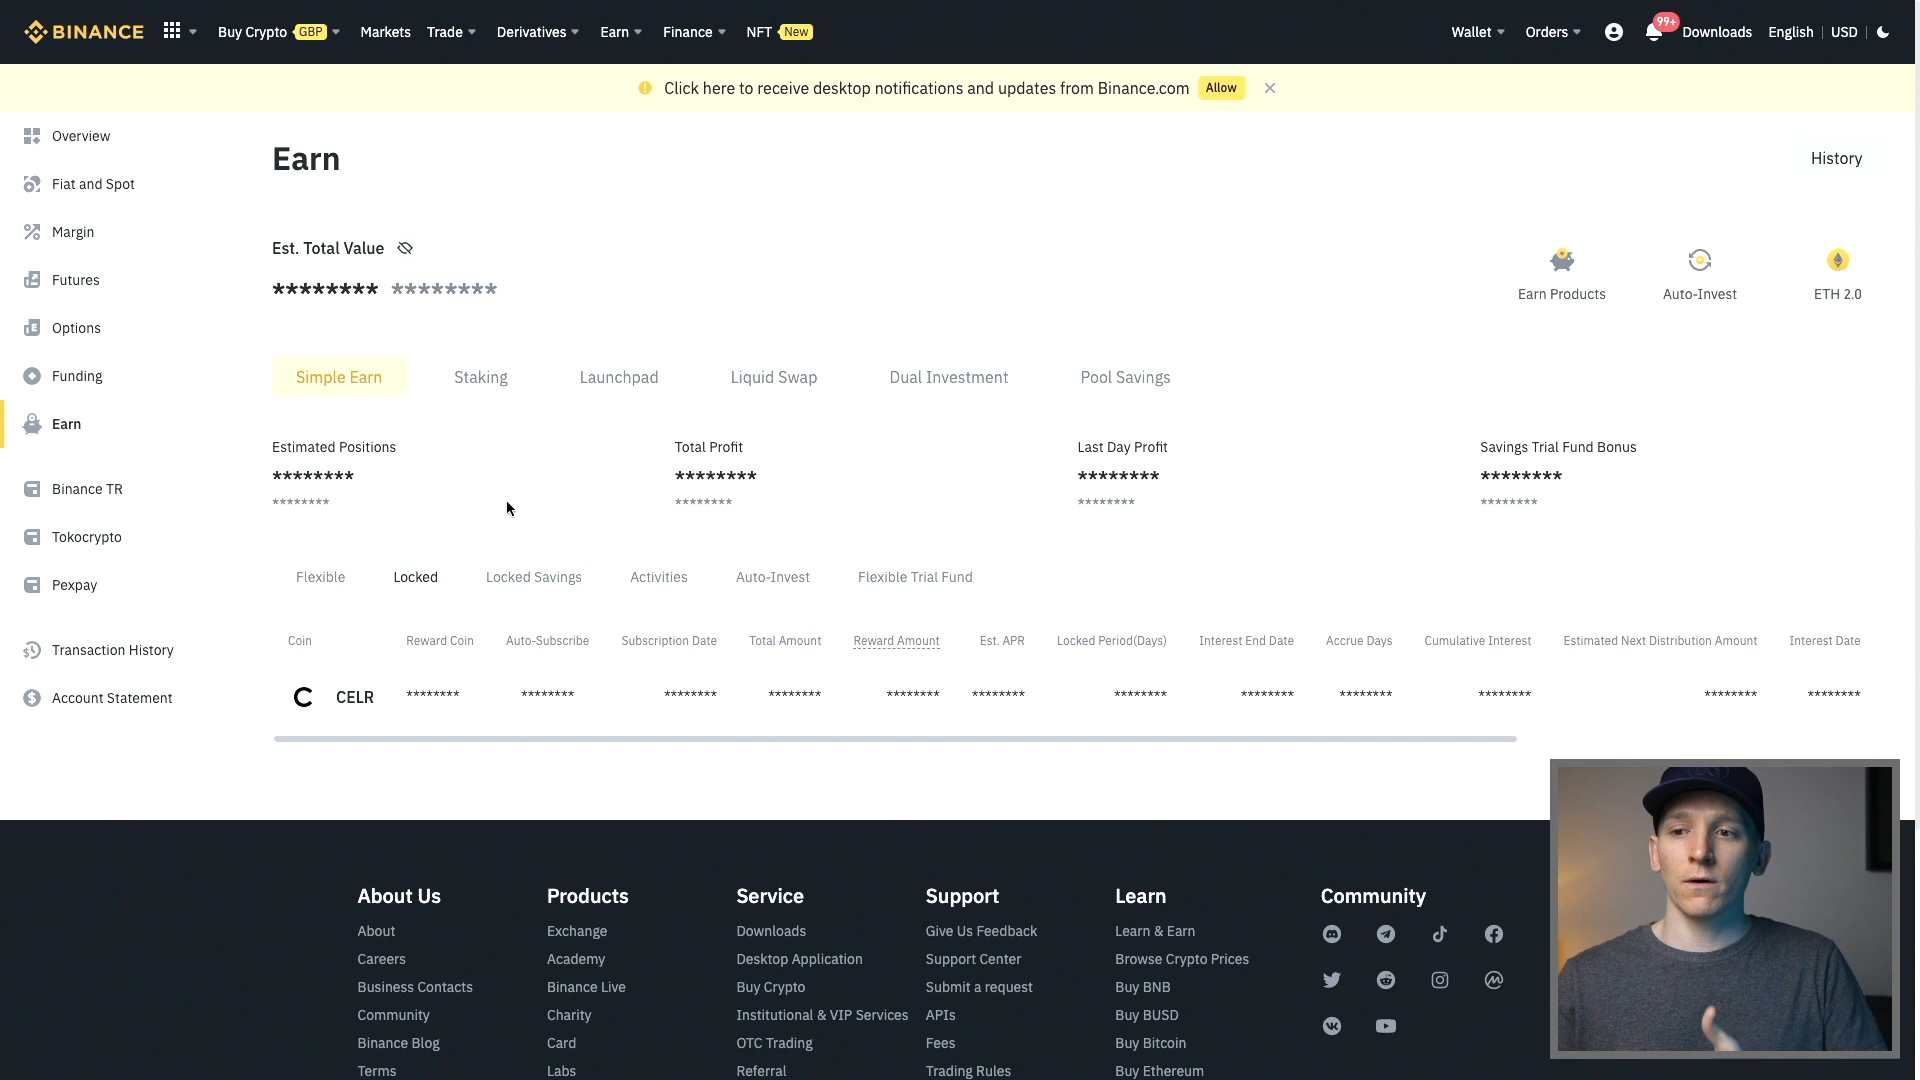 BINANCE
Buy Crypto GBP Markets Trade Derivatives Earn Finance NFT New
Wallet Orders 99+ Downloads English | USD
Click here to receive desktop notifications and updates from Binance.com Allow
Overview
Fiat and Spot
Margin
Futures
Options
Funding
Earn
Binance TR
Tokocrypto
Pexpay
Transaction History
Account Statement
Earn
History
Est. Total Value
******** ********
Earn Products Auto-Invest ETH 2.0
Simple Earn Staking Launchpad Liquid Swap Dual Investment Pool Savings
Estimated Positions Total Profit Last Day Profit Savings Trial Fund Bonus
******** ******** ******** ********
******** ******** ******** ********
Flexible Locked Locked Savings Activities Auto-Invest Flexible Trial Fund
Coin Reward Coin Auto-Subscribe Subscription Date Total Amount Reward Amount Est. APR Locked Period(Days) Interest End Date Accrue Days Cumulative Interest Estimated Next Distribution Amount Interest Date
CELR ******** ******** ******** ******** ******** ******** ******** ******** ******** ******** ******** ********
About Us Products Service Support Learn Community
About Exchange Downloads Give Us Feedback Learn & Earn
Careers Academy Desktop Application Support Center Browse Crypto Prices
Business Contacts Binance Live Buy Crypto Submit a request Buy BNB
Community Charity Institutional & VIP Services APIs Buy BUSD
Binance Blog Card OTC Trading Fees Buy Bitcoin
Terms Labs Referral Trading Rules Buy Ethereum